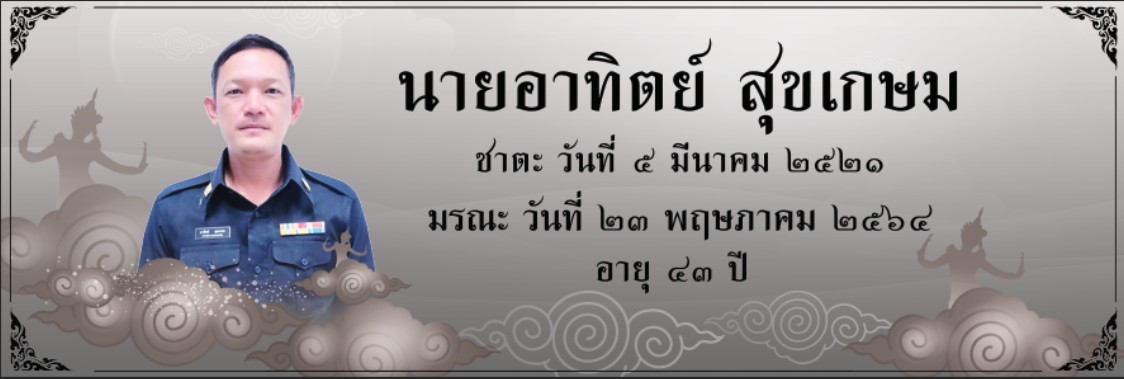 นายอาทิตย์ สุขเกษม
ชาตะ วันที่ ๕ มีนาคม ๒๕๒๑
มรณะ วันที่ ๒๓ พฤษภาคม ๒๕๖๔
อายุ ๔๓ ปี